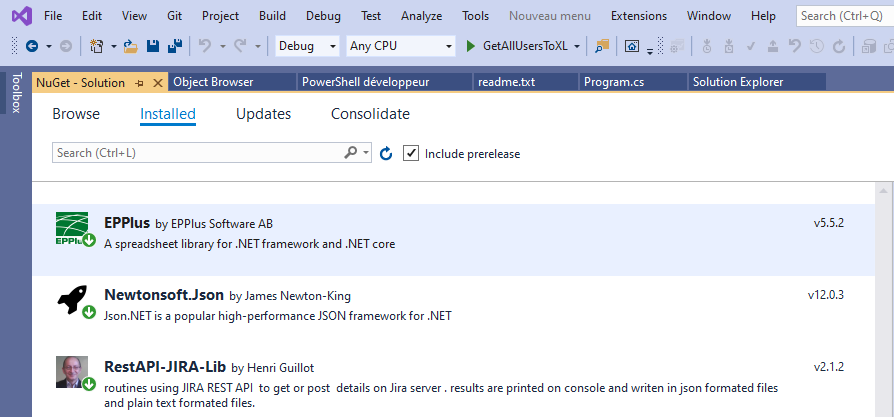 File Edit View Git Project Build Debug Test Analyze Tools Nouveau menu Extensions Window Help Search (Ctrl+Q)
Debug Any CPU GetAllUsersToXL
Toolbox
NuGet - Solution Object Browser PowerShell développeur readme.txt Program.cs Solution Explorer
Browse Installed Updates Consolidate
Search (Ctrl+L) Include prerelease
EPPlus by EPPlus Software AB v5.5.2
EPPlus
A spreadsheet library for .NET framework and .NET core
Newtonsoft.Json by James Newton-King v12.0.3
Json.NET is a popular high-performance JSON framework for .NET
RestAPI-JIRA-Lib by Henri Guillot v2.1.2
routines using JIRA REST API to get or post details on Jira server . results are printed on console and writen in json formated files
and plain text formated files.